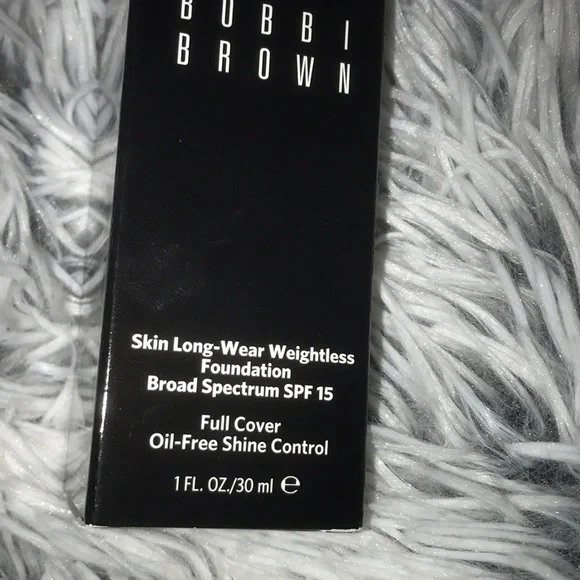 BOBBI
BROWN
Skin Long-Wear Weightless
Foundation
Broad Spectrum SPF 15
Full Cover
Oil-Free Shine Control
1 FL. OZ./30 ml ℮